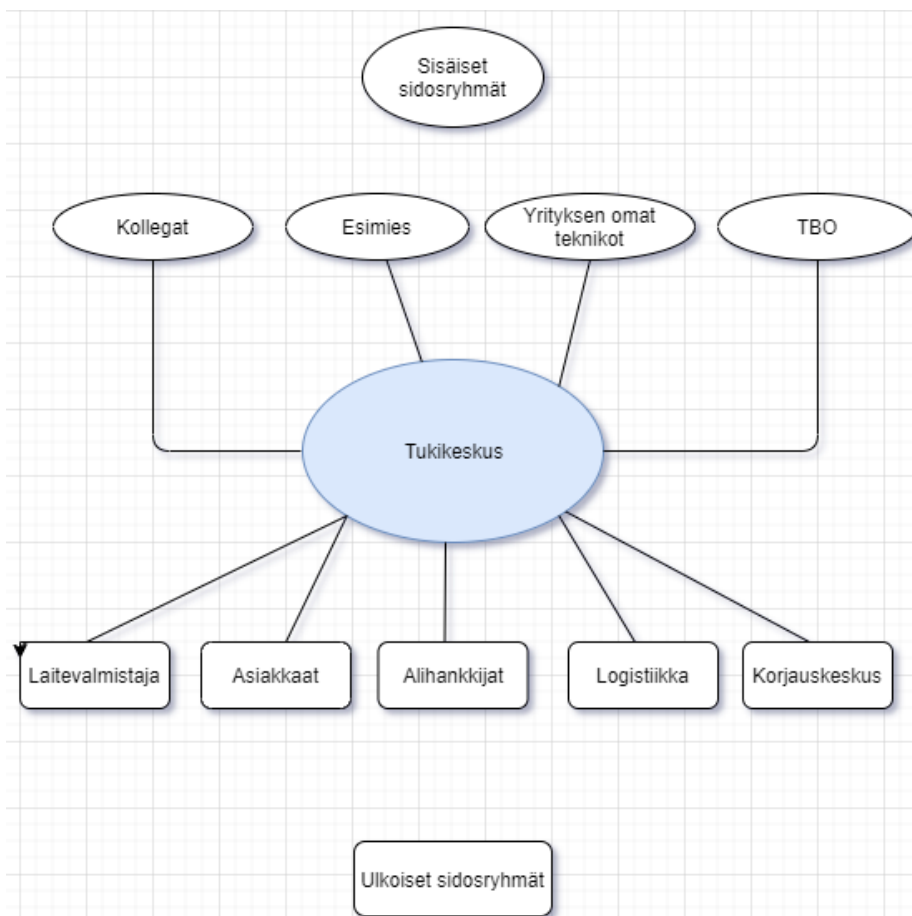 Sisäiset
sidosryhmät
Kollegat
Esimies
Yrityksen omat
teknikot
TBO
Tukikeskus
Laitevalmistaja
Asiakkaat
Alihankkijat
Logistiikka
Korjauskeskus
Ulkoiset sidosryhmät